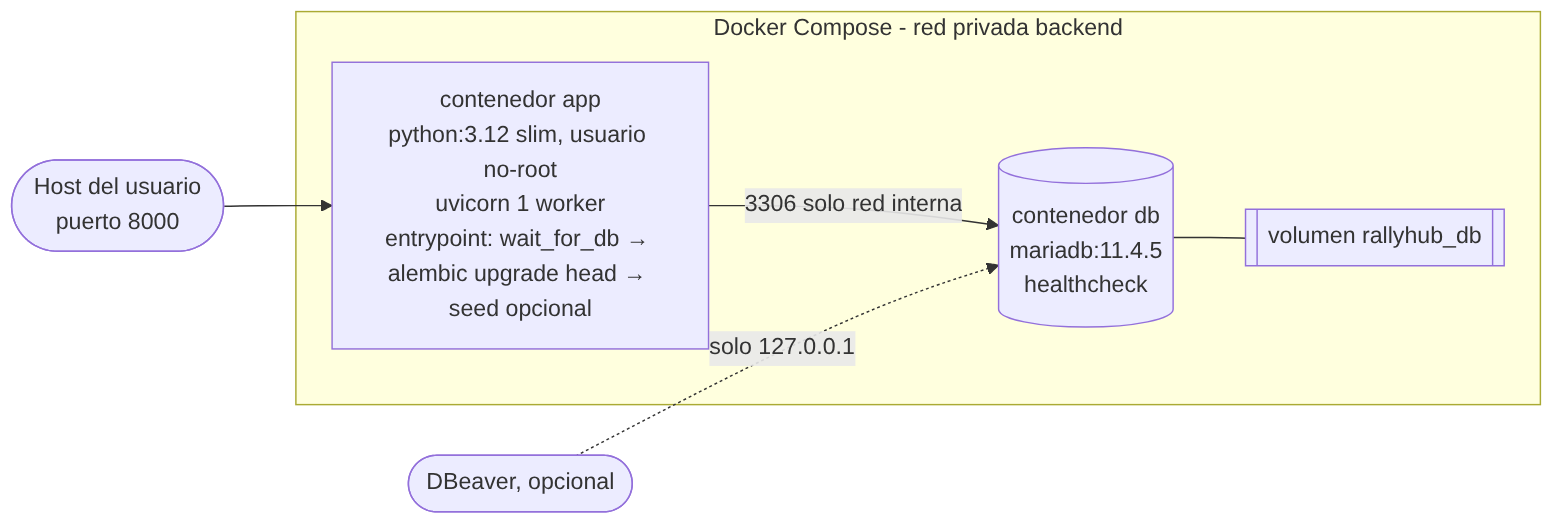 Docker Compose - red privada backend
Host del usuario
puerto 8000
contenedor app
python:3.12 slim, usuario
no-root
uvicorn 1 worker
entrypoint: wait_for_db →
alembic upgrade head →
seed opcional
3306 solo red interna
contenedor db
mariadb:11.4.5
healthcheck
volumen rallyhub_db
solo 127.0.0.1
DBeaver, opcional